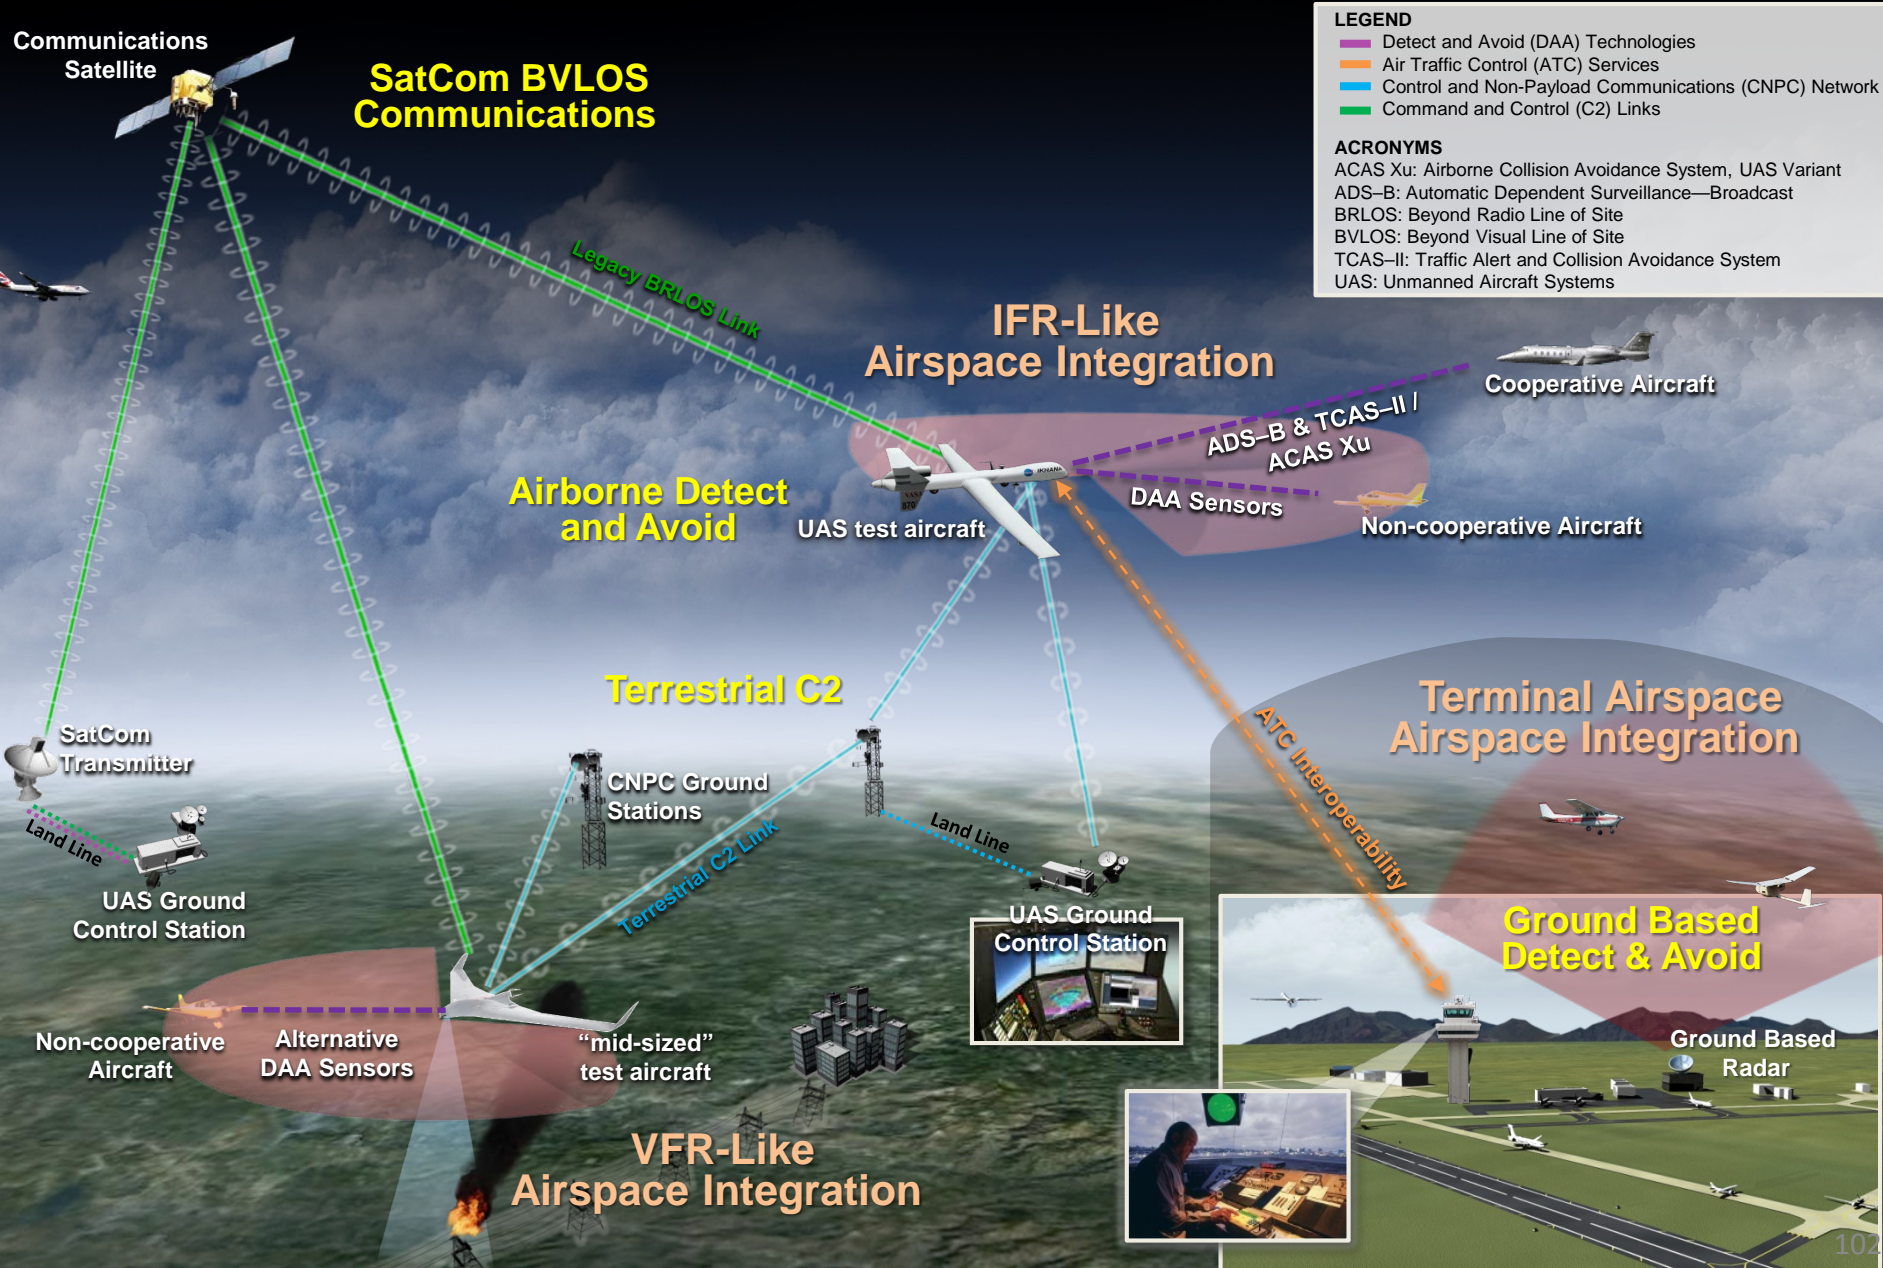 Communications
Satellite
SatCom BVLOS
Communications
LEGEND
Detect and Avoid (DAA) Technologies
Air Traffic Control (ATC) Services
Control and Non-Payload Communications (CNPC) Network
Command and Control (C2) Links
ACRONYMS
ACAS Xu: Airborne Collision Avoidance System, UAS Variant
ADS–B: Automatic Dependent Surveillance—Broadcast
BRLOS: Beyond Radio Line of Site
BVLOS: Beyond Visual Line of Site
TCAS–II: Traffic Alert and Collision Avoidance System
UAS: Unmanned Aircraft Systems
Legacy BRLOS Link
IFR-Like
Airspace Integration
Cooperative Aircraft
ADS–B & TCAS–II /
ACAS Xu
DAA Sensors
Non-cooperative Aircraft
IKHANA
870
Airborne Detect
and Avoid
UAS test aircraft
Terrestrial C2
ATC Interoperability
Terminal Airspace
Airspace Integration
SatCom
Transmitter
Land Line
UAS Ground
Control Station
CNPC Ground
Stations
Terrestrial C2 Link
Land Line
UAS Ground
Control Station
Ground Based
Detect & Avoid
Ground Based
Radar
Non-cooperative
Aircraft
Alternative
DAA Sensors
“mid-sized”
test aircraft
VFR-Like
Airspace Integration
102